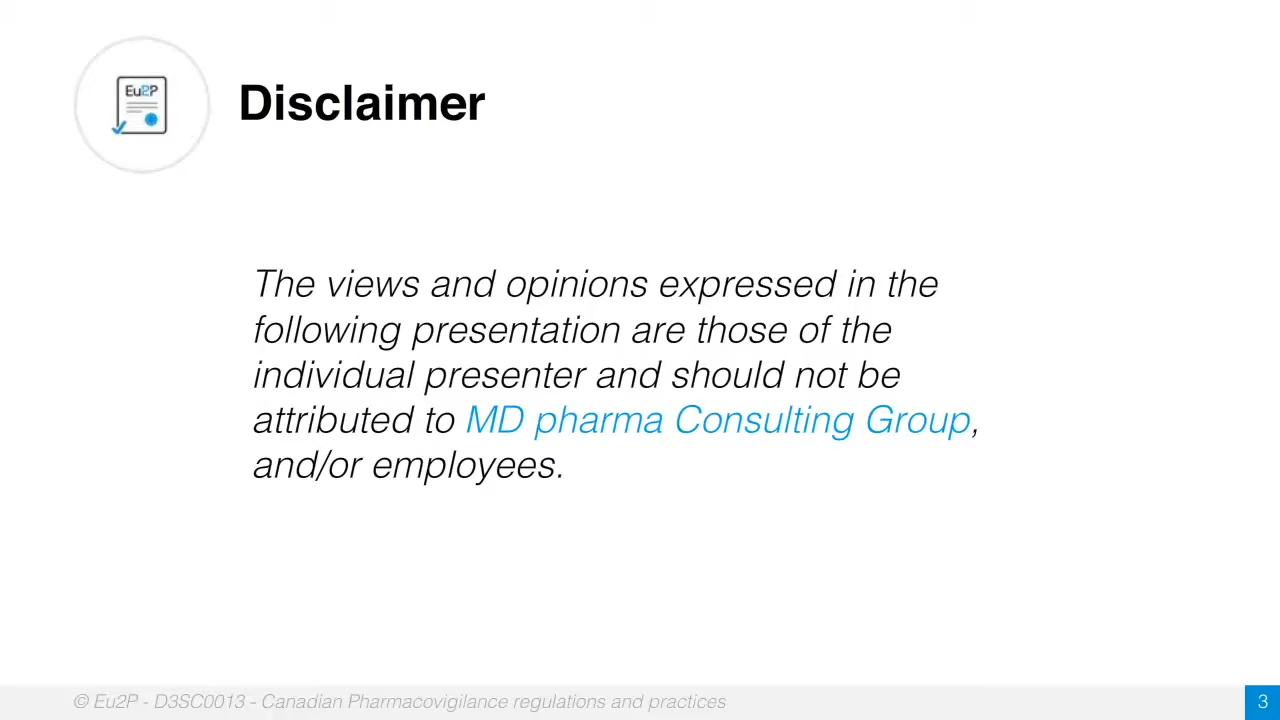 Eu2P
Disclaimer
The views and opinions expressed in the
following presentation are those of the
individual presenter and should not be
attributed to MD pharma Consulting Group,
and/or employees.
© Eu2P - D3SC0013 - Canadian Pharmacovigilance regulations and practices
3